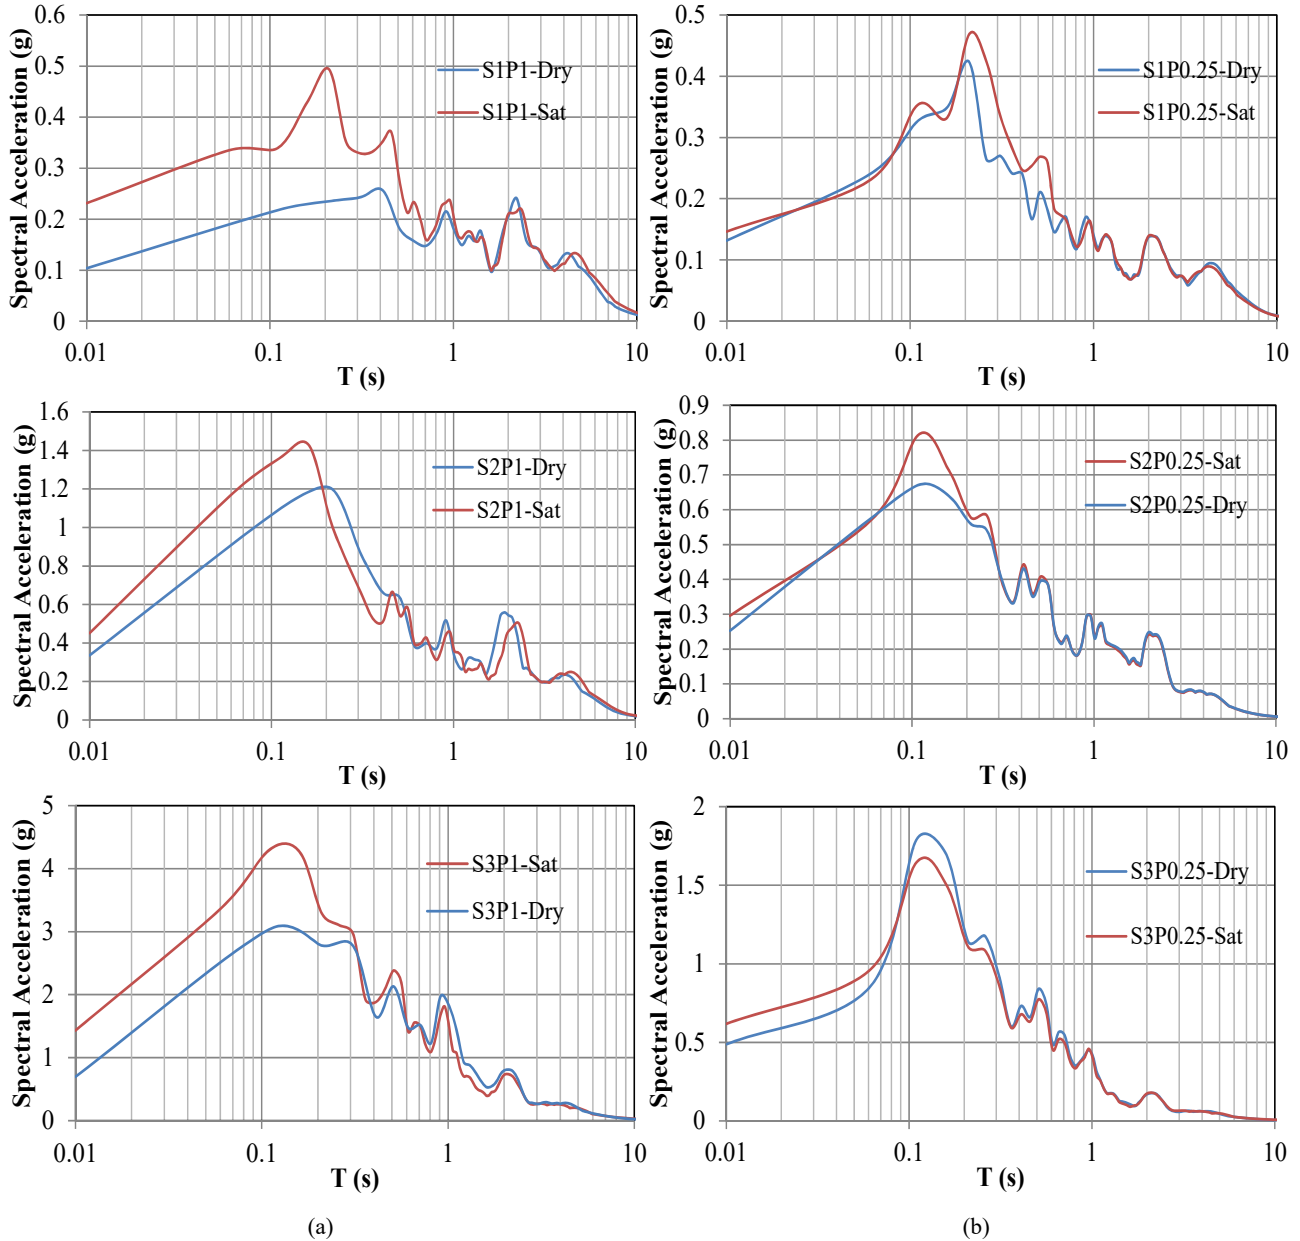 0.6
0.5
0.4
0.3
0.2
0.1
0
0.01
0.1
1
10
Spectral Acceleration (g)
T (s)
S1P1-Dry
S1P1-Sat
0.5
0.4
0.3
0.2
0.1
0
0.01
0.1
1
10
Spectral Acceleration (g)
T (s)
S1P0.25-Dry
S1P0.25-Sat
1.6
1.4
1.2
1
0.8
0.6
0.4
0.2
0
0.01
0.1
1
10
Spectral Acceleration (g)
T (s)
S2P1-Dry
S2P1-Sat
0.9
0.8
0.7
0.6
0.5
0.4
0.3
0.2
0.1
0
0.01
0.1
1
10
Spectral Acceleration (g)
T (s)
S2P0.25-Sat
S2P0.25-Dry
5
4
3
2
1
0
0.01
0.1
1
10
Spectral Acceleration (g)
T (s)
S3P1-Sat
S3P1-Dry
2
1.5
1
0.5
0
0.01
0.1
1
10
Spectral Acceleration (g)
T (s)
S3P0.25-Dry
S3P0.25-Sat
(a)
(b)